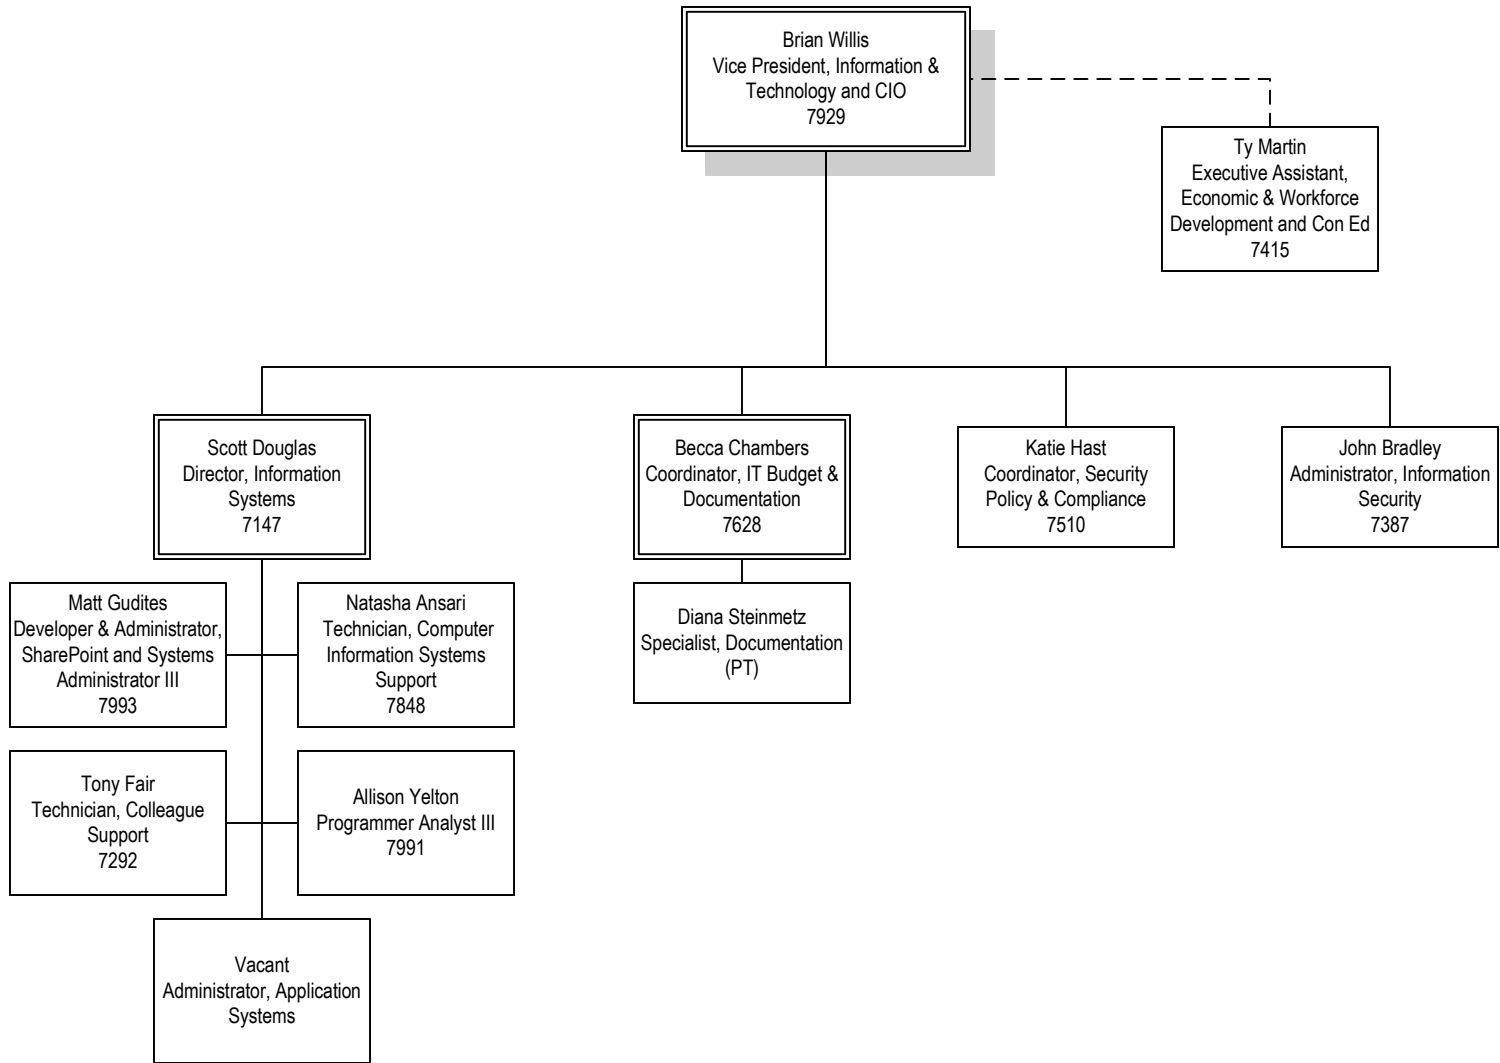 Brian Willis
Vice President, Information &
Technology and CIO
7929
Ty Martin
Executive Assistant,
Economic & Workforce
Development and Con Ed
7415
Scott Douglas
Director, Information
Systems
7147
Becca Chambers
Coordinator, IT Budget &
Documentation
7628
Katie Hast
Coordinator, Security
Policy & Compliance
7510
John Bradley
Administrator, Information
Security
7387
Matt Gudites
Developer & Administrator,
SharePoint and Systems
Administrator III
7993
Natasha Ansari
Technician, Computer
Information Systems
Support
7848
Diana Steinmetz
Specialist, Documentation
(PT)
Tony Fair
Technician, Colleague
Support
7292
Allison Yelton
Programmer Analyst III
7991
Vacant
Administrator, Application
Systems